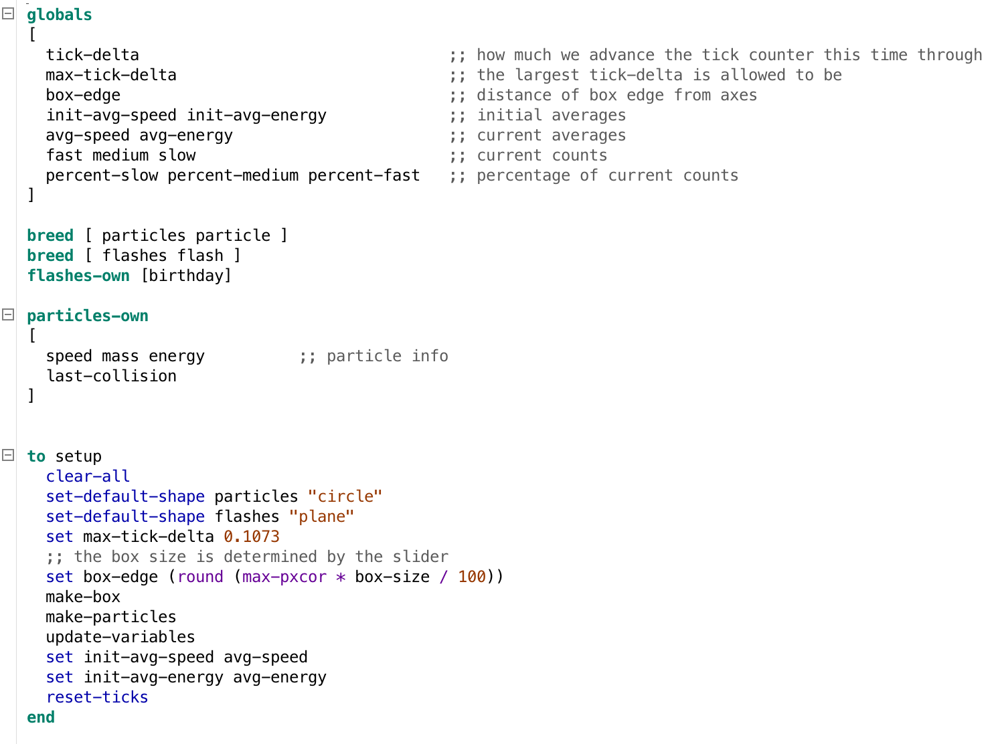 globals
[
  tick-delta                                 ;; how much we advance the tick counter this time through
  max-tick-delta                             ;; the largest tick-delta is allowed to be
  box-edge                                   ;; distance of box edge from axes
  init-avg-speed init-avg-energy             ;; initial averages
  avg-speed avg-energy                       ;; current averages
  fast medium slow                           ;; current counts
  percent-slow percent-medium percent-fast   ;; percentage of current counts
]

breed [ particles particle ]
breed [ flashes flash ]
flashes-own [birthday]

particles-own
[
  speed mass energy          ;; particle info
  last-collision
]

to setup
  clear-all
  set-default-shape particles "circle"
  set-default-shape flashes "plane"
  set max-tick-delta 0.1073
  ;; the box size is determined by the slider
  set box-edge (round (max-pxcor * box-size / 100))
  make-box
  make-particles
  update-variables
  set init-avg-speed avg-speed
  set init-avg-energy avg-energy
  reset-ticks
end